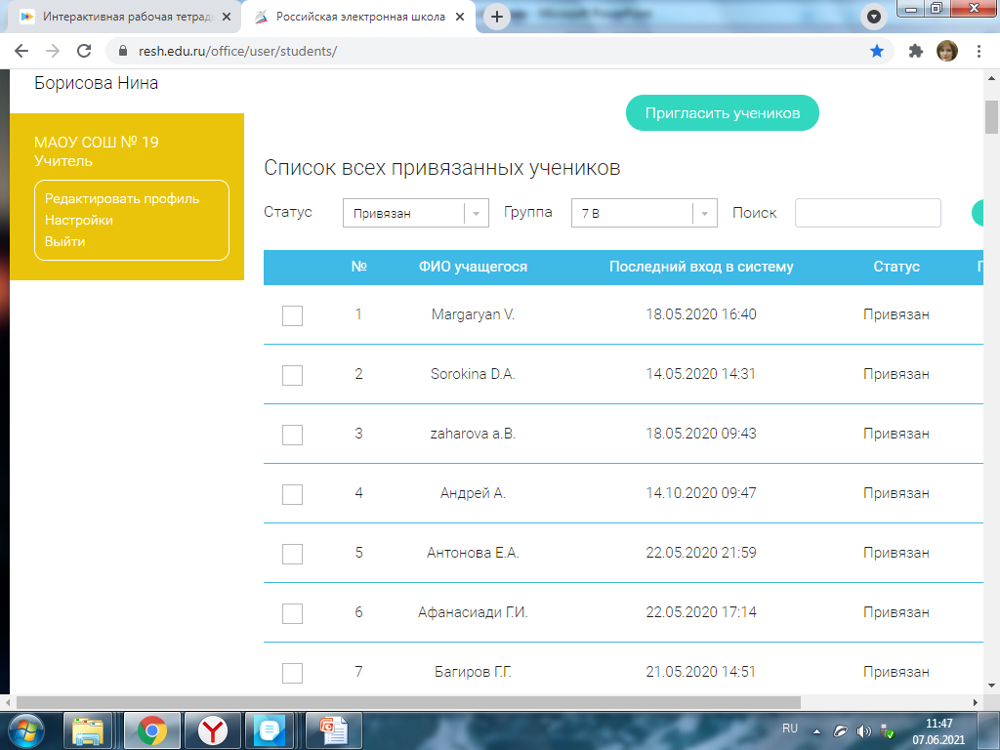 Интерактивная рабочая тетрад
Российская электронная школа
Microsoft PowerPoint
resh.edu.ru/office/user/students/
Борисова Нина
МАОУ СОШ № 19
Учитель
Редактировать профиль
Настройки
Выйти
Пригласить учеников
Список всех привязанных учеников
Статус Привязан Группа 7 В Поиск
№ ФИО учащегося Последний вход в систему Статус
1 Margaryan V. 18.05.2020 16:40 Привязан
2 Sorokina D.A. 14.05.2020 14:31 Привязан
3 zaharova a.B. 18.05.2020 09:43 Привязан
4 Андрей А. 14.10.2020 09:47 Привязан
5 Антонова Е.А. 22.05.2020 21:59 Привязан
6 Афанасиади Г.И. 22.05.2020 17:14 Привязан
7 Багиров Г.Г. 21.05.2020 14:51 Привязан
RU 11:47
07.06.2021